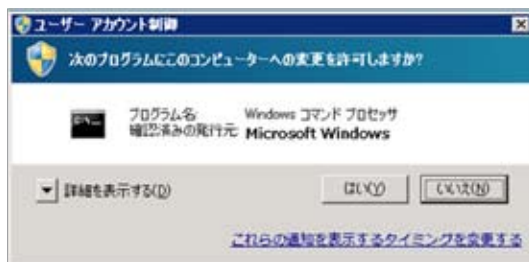 ユーザー アカウント制御
次のプログラムにこのコンピューターへの変更を許可しますか?
プログラム名: Windows コマンド プロセッサ
確認済みの発行元: Microsoft Windows
詳細を表示する(D)
はい(Y)
いいえ(N)
これらの通知を表示するタイミングを変更する